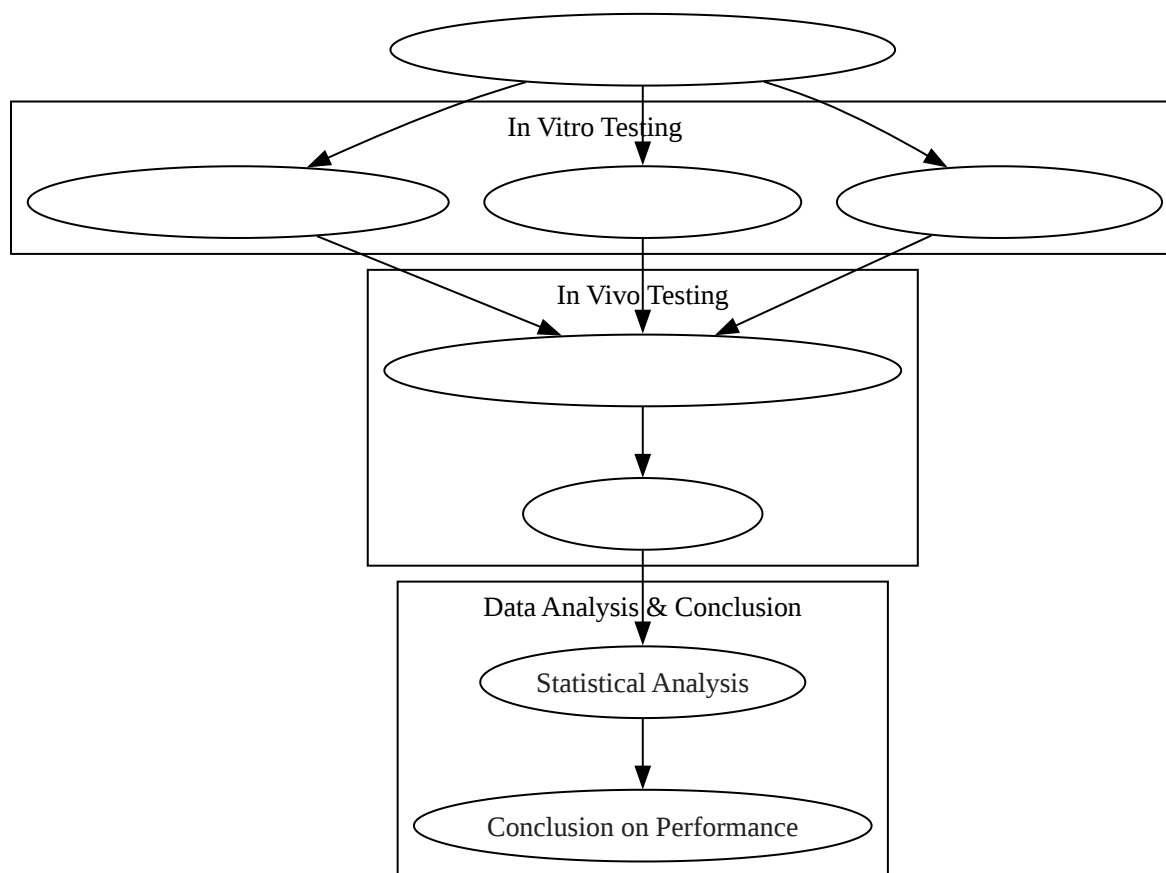 In Vitro Testing
In Vivo Testing
Data Analysis & Conclusion
Statistical Analysis
Conclusion on Performance